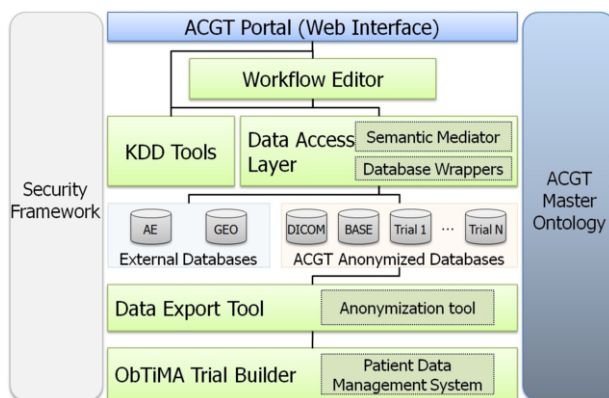 ACGT Portal (Web Interface)
Workflow Editor
KDD Tools
Data Access
Layer
Semantic Mediator
Database Wrappers
Security
Framework
ACGT
Master
Ontology
AE
GEO
External Databases
DICOM
BASE
Trial 1
...
Trial N
ACGT Anonymized Databases
Data Export Tool
Anonymization tool
ObTiMA Trial Builder
Patient Data
Management System